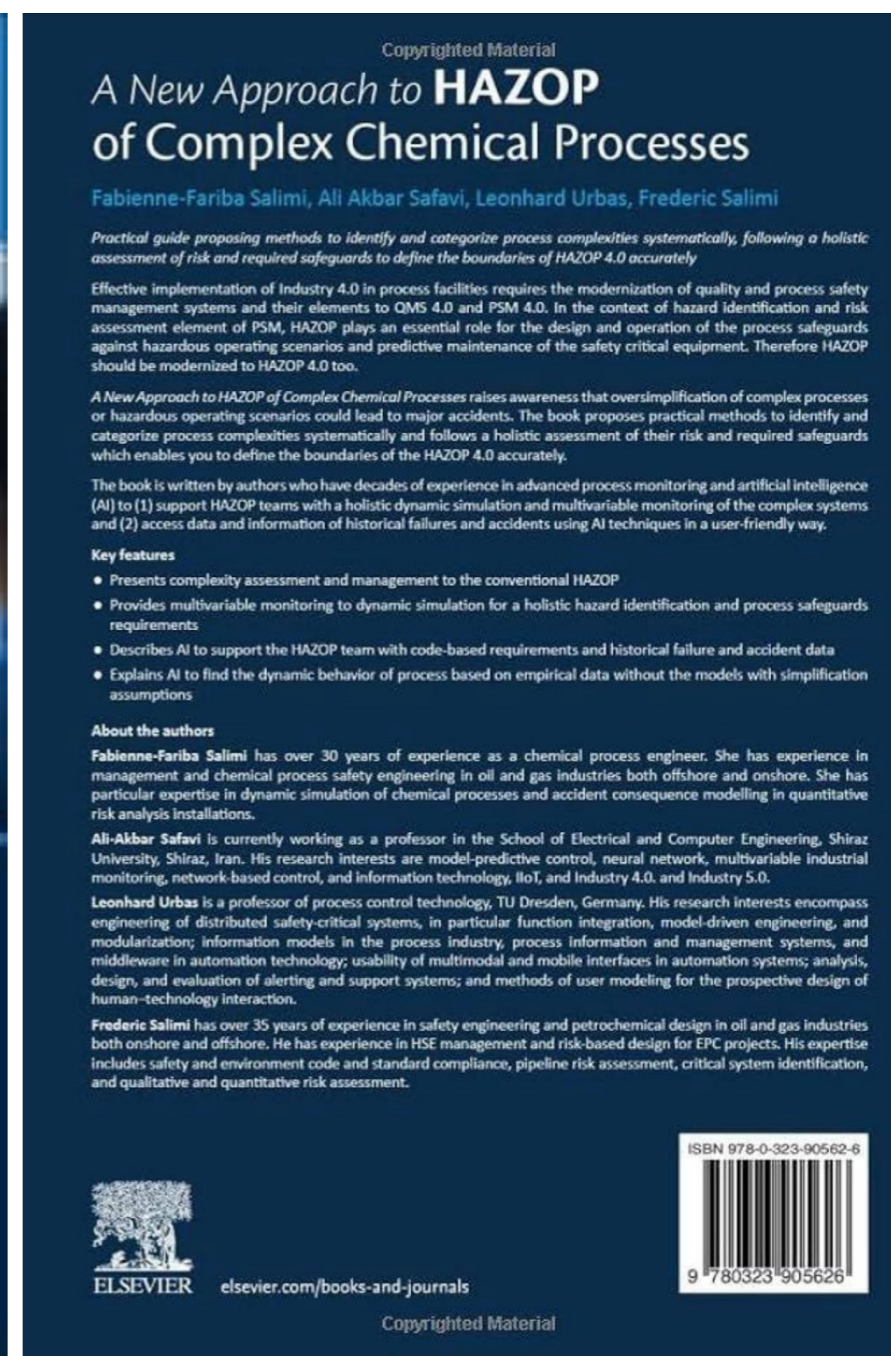 Copyrighted Material
A New Approach to HAZOP
of Complex Chemical Processes
Fabienne-Fariba Salimi, Ali Akbar Safavi, Leonhard Urbas, Frederic Salimi
Practical guide proposing methods to identify and categorize process complexities systematically, following a holistic
assessment of risk and required safeguards to define the boundaries of HAZOP 4.0 accurately
Effective implementation of Industry 4.0 in process facilities requires the modernization of quality and process safety
management systems and their elements to QMS 4.0 and PSM 4.0. In the context of hazard identification and risk
assessment element of PSM, HAZOP plays an essential role for the design and operation of the process safeguards
against hazardous operating scenarios and predictive maintenance of the safety critical equipment. Therefore HAZOP
should be modernized to HAZOP 4.0 too.
A New Approach to HAZOP of Complex Chemical Processes raises awareness that oversimplification of complex processes
or hazardous operating scenarios could lead to major accidents. The book proposes practical methods to identify and
categorize process complexities systematically and follows a holistic assessment of their risk and required safeguards
which enables you to define the boundaries of the HAZOP 4.0 accurately.
The book is written by authors who have decades of experience in advanced process monitoring and artificial intelligence
(AI) to (1) support HAZOP teams with a holistic dynamic simulation and multivariable monitoring of the complex systems
and (2) access data and information of historical failures and accidents using AI techniques in a user-friendly way.
Key features
• Presents complexity assessment and management to the conventional HAZOP
• Provides multivariable monitoring to dynamic simulation for a holistic hazard identification and process safeguards
requirements
• Describes AI to support the HAZOP team with code-based requirements and historical failure and accident data
• Explains AI to find the dynamic behavior of process based on empirical data without the models with simplification
assumptions
About the authors
Fabienne-Fariba Salimi has over 30 years of experience as a chemical process engineer. She has experience in
management and chemical process safety engineering in oil and gas industries both offshore and onshore. She has
particular expertise in dynamic simulation of chemical processes and accident consequence modelling in quantitative
risk analysis installations.
Ali-Akbar Safavi is currently working as a professor in the School of Electrical and Computer Engineering, Shiraz
University, Shiraz, Iran. His research interests are model-predictive control, neural network, multivariable industrial
monitoring, network-based control, and information technology, IIoT, and Industry 4.0. and Industry 5.0.
Leonhard Urbas is a professor of process control technology, TU Dresden, Germany. His research interests encompass
engineering of distributed safety-critical systems, in particular function integration, model-driven engineering, and
modularization; information models in the process industry, process information and management systems, and
middleware in automation technology; usability of multimodal and mobile interfaces in automation systems; analysis,
design, and evaluation of alerting and support systems; and methods of user modeling for the prospective design of
human–technology interaction.
Frederic Salimi has over 35 years of experience in safety engineering and petrochemical design in oil and gas industries
both onshore and offshore. He has experience in HSE management and risk-based design for EPC projects. His expertise
includes safety and environment code and standard compliance, pipeline risk assessment, critical system identification,
and qualitative and quantitative risk assessment.
ISBN 978-0-323-90562-6
9 780323 905626
ELSEVIER
elsevier.com/books-and-journals
Copyrighted Material